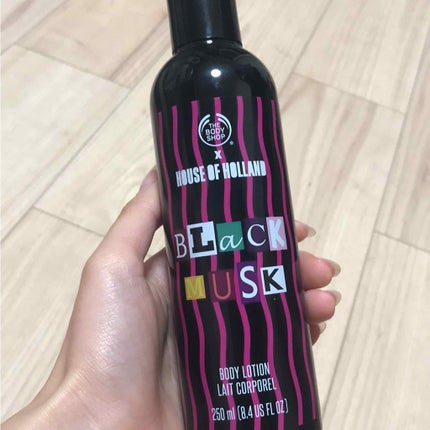 THE
BODY
SHOP®
X
HOUSE OF HOLLAND
BLaCK
MUSK
BODY LOTION
LAIT CORPOREL
250 ml [8.4 US FL OZ]